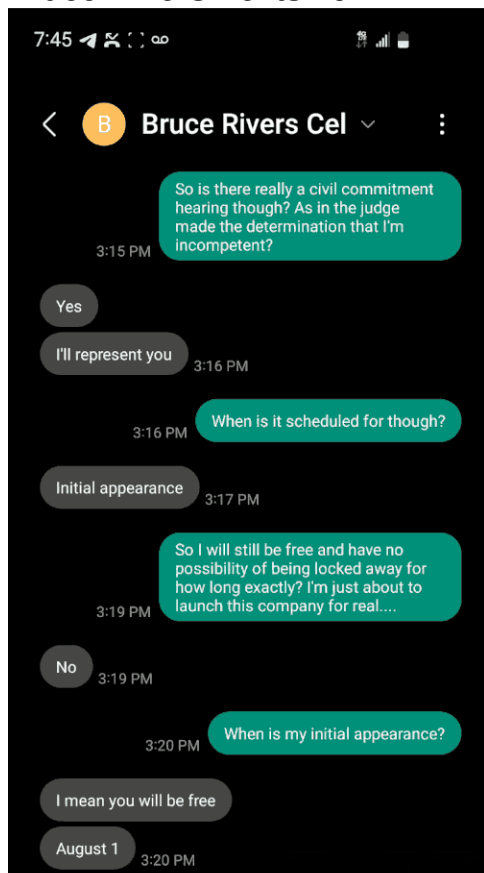 7:45
B Bruce Rivers Cel
So is there really a civil commitment
hearing though? As in the judge
made the determination that I'm
incompetent?
3:15 PM
Yes
I'll represent you
3:16 PM
When is it scheduled for though?
3:16 PM
Initial appearance
3:17 PM
So I will still be free and have no
possibility of being locked away for
how long exactly? I'm just about to
launch this company for real....
3:19 PM
No
3:19 PM
When is my initial appearance?
3:20 PM
I mean you will be free
August 1
3:20 PM